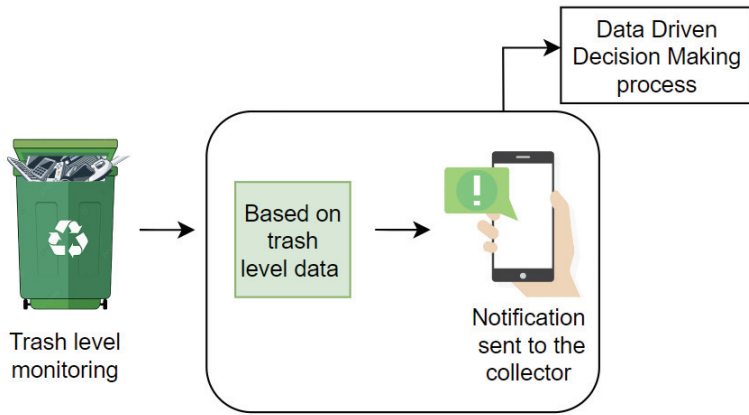 Data Driven
Decision Making
process
Based on
trash
level data
!
Trash level
monitoring
Notification
sent to the
collector